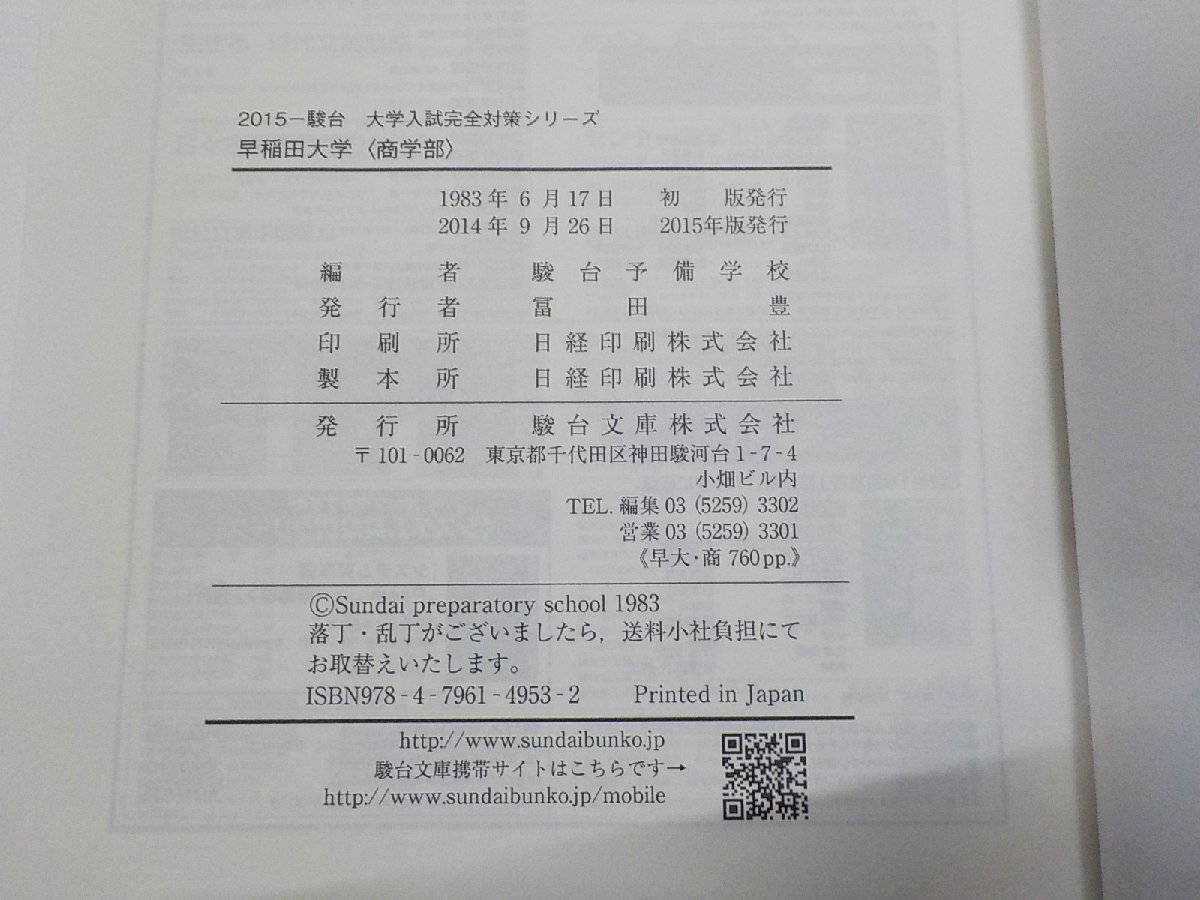 2015－駿台　大学入試完全対策シリーズ
早稲田大学〈商学部〉
1983年 6 月17日　初　版発行
2014年 9 月26日　2015年版発行
編　者　駿台予備学校
発行者　冨田　豊
印刷所　日経印刷株式会社
製本所　日経印刷株式会社
発行所　駿台文庫株式会社
〒101-0062　東京都千代田区神田駿河台1-7-4
小畑ビル内
TEL. 編集 03 (5259) 3302
営業 03 (5259) 3301
《早大・商 760pp.》
©Sundai preparatory school 1983
落丁・乱丁がございましたら，送料小社負担にて
お取替えいたします。
ISBN978-4-7961-4953-2　Printed in Japan
http://www.sundaibunko.jp
駿台文庫携帯サイトはこちらです→
http://www.sundaibunko.jp/mobile